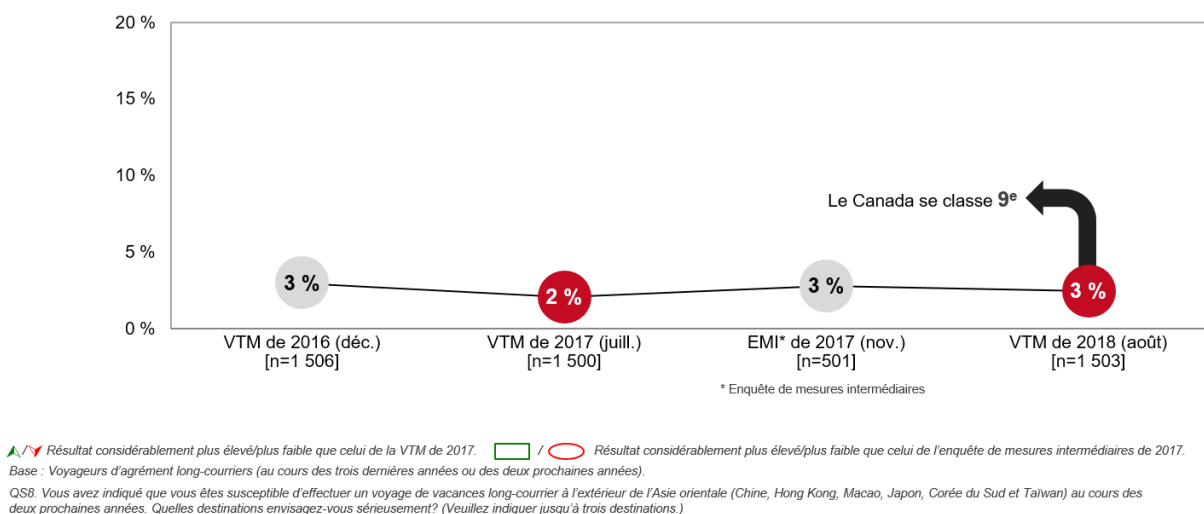 20 %
15 %
10 %
Le Canada se classe 9e
5 %
3 %
2 %
3 %
3 %
0 %
VTM de 2016 (déc.)
[n=1 506]
VTM de 2017 (juill.)
[n=1 500]
EMI* de 2017 (nov.)
[n=501]
VTM de 2018 (août)
[n=1 503]
* Enquête de mesures intermédiaires
/ Résultat considérablement plus élevé/plus faible que celui de la VTM de 2017. / Résultat considérablement plus élevé/plus faible que celui de l’enquête de mesures intermédiaires de 2017.
Base : Voyageurs d’agrément long-courriers (au cours des trois dernières années ou des deux prochaines années).
QS8. Vous avez indiqué que vous êtes susceptible d’effectuer un voyage de vacances long-courrier à l’extérieur de l’Asie orientale (Chine, Hong Kong, Macao, Japon, Corée du Sud et Taïwan) au cours des
deux prochaines années. Quelles destinations envisagez-vous sérieusement? (Veuillez indiquer jusqu’à trois destinations.)